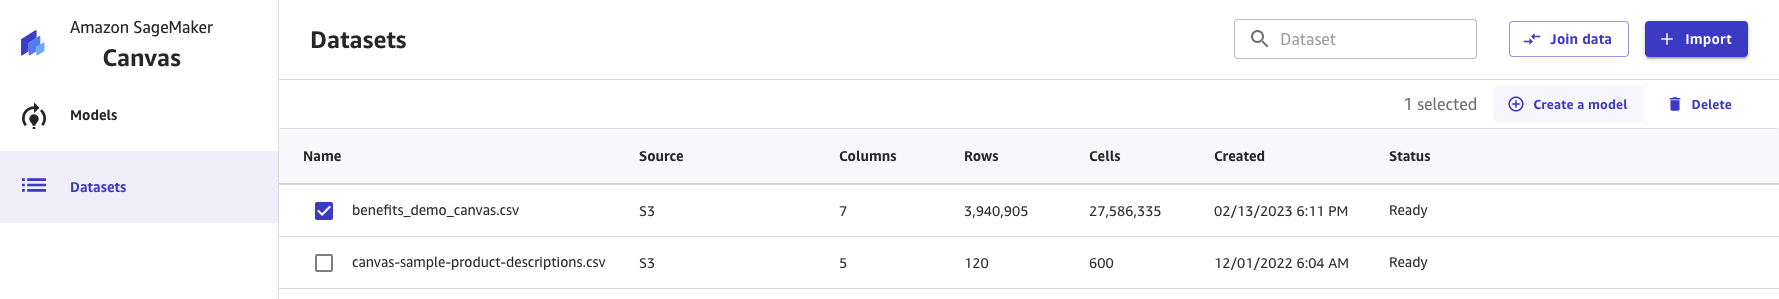 Amazon SageMaker
Canvas
Models
Datasets
Datasets
Dataset
Join data
Import
1 selected
Create a model
Delete
Name Source Columns Rows Cells Created Status
benefits_demo_canvas.csv S3 7 3,940,905 27,586,335 02/13/2023 6:11 PM Ready
canvas-sample-product-descriptions.csv S3 5 120 600 12/01/2022 6:04 AM Ready